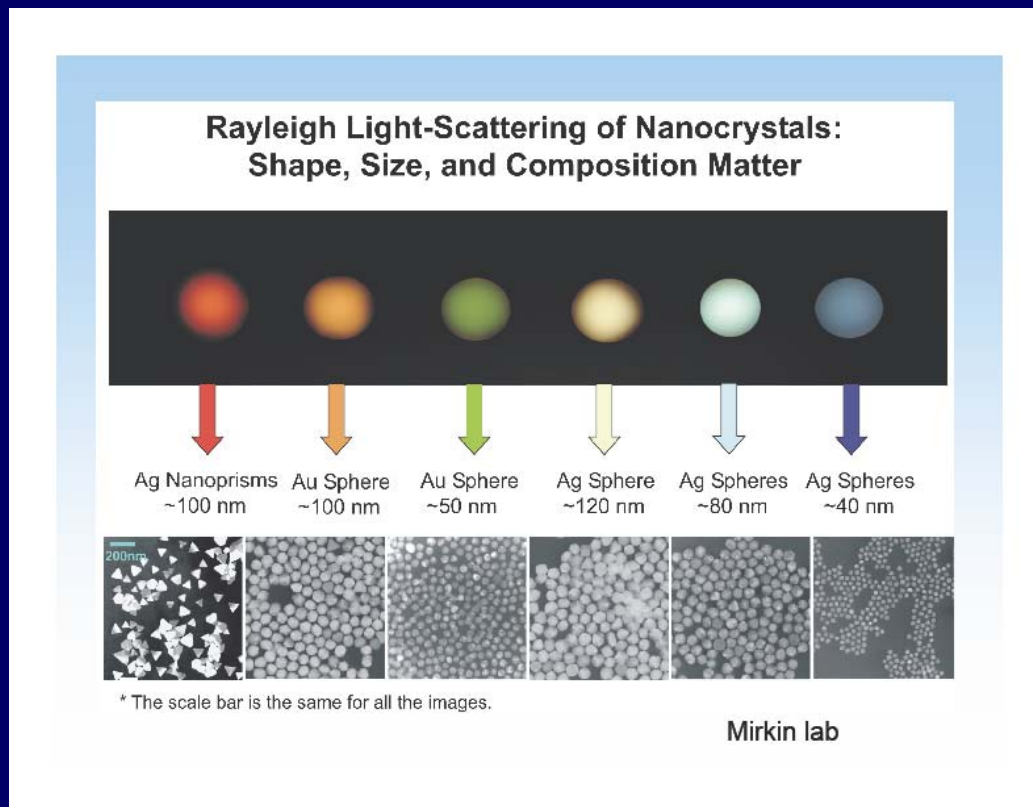 Rayleigh Light-Scattering of Nanocrystals:
Shape, Size, and Composition Matter
Ag Nanoprisms
~100 nm
Au Sphere
~100 nm
Au Sphere
~50 nm
Ag Sphere
~120 nm
Ag Spheres
~80 nm
Ag Spheres
~40 nm
200nm
* The scale bar is the same for all the images.
Mirkin lab